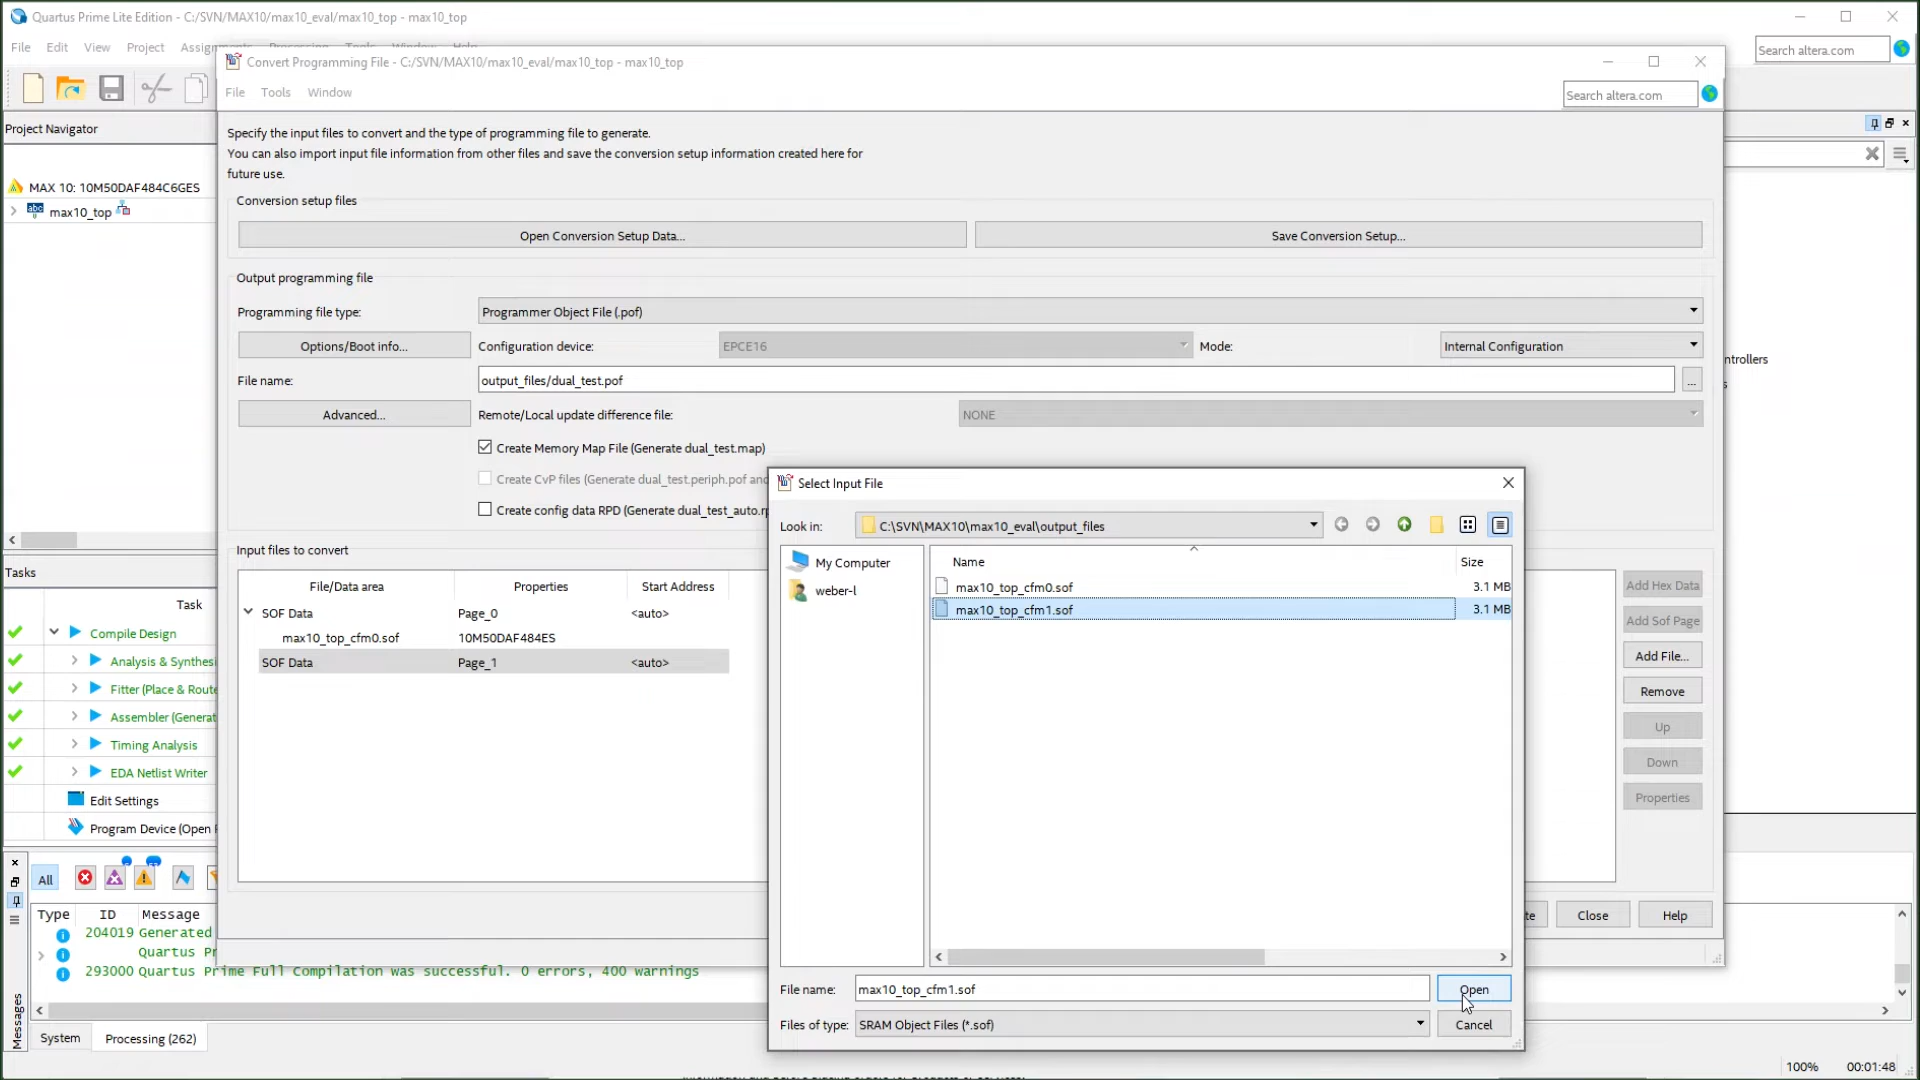 Quartus Prime Lite Edition - C:/SVN/MAX10/max10_eval/max10_top - max10_top
File Edit View Project Assignments Processing Tools Window Help
Search altera.com
Convert Programming File - C:/SVN/MAX10/max10_eval/max10_top - max10_top
File Tools Window
Search altera.com
Project Navigator
MAX 10: 10M50DAF484C6GES
abc max10_top
Specify the input files to convert and the type of programming file to generate.
You can also import input file information from other files and save the conversion setup information created here for
future use.
Conversion setup files
Open Conversion Setup Data... Save Conversion Setup...
Output programming file
Programming file type: Programmer Object File (.pof)
Options/Boot info... Configuration device: EPCE16 Mode: Internal Configuration
File name: output_files/dual_test.pof ...
Advanced... Remote/Local update difference file: NONE
Create Memory Map File (Generate dual_test.map)
Create CvP files (Generate dual_test.periph.pof and
Create config data RPD (Generate dual_test_auto.rp
ntrollers
s
Input files to convert
File/Data area Properties Start Address
SOF Data Page_0 <auto>
max10_top_cfm0.sof 10M50DAF484ES
SOF Data Page_1 <auto>
Add Hex Data
Add Sof Page
Add File...
Remove
Up
Down
Properties
te Close Help
Select Input File
Look in: C:\SVN\MAX10\max10_eval\output_files
My Computer
weber-l
Name Size
max10_top_cfm0.sof 3.1 MB
max10_top_cfm1.sof 3.1 MB
File name: max10_top_cfm1.sof Open
Files of type: SRAM Object Files (*.sof) Cancel
Tasks
Task
Compile Design
Analysis & Synthesi
Fitter (Place & Route
Assembler (Generat
Timing Analysis
EDA Netlist Writer
Edit Settings
Program Device (Open P
All
Type ID Message
204019 Generated
Quartus Pr
293000 Quartus Prime Full Compilation was successful. 0 errors, 400 warnings
Messages
System Processing (262)
100% 00:01:48